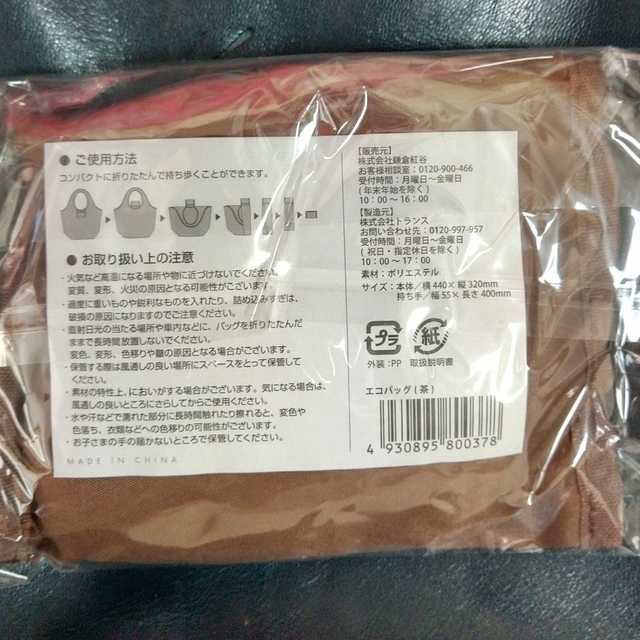 ● ご使用方法
コンパクトに折りたたんで持ち歩くことができます。
● お取り扱い上の注意
・火気など高温になる場所や物に近づけないでください。
変質、変形、火災の原因となる可能性がございます。
・過度に重いものや鋭利なものを入れたり、詰め込みすぎは、
破損の原因になりますのでご注意ください。
・直射日光の当たる場所や車内などに、バッグを折りたたんだ
ままで長時間放置しないでください。
変色、変形、色移りや皺の原因となる場合がございます。
・保管する際は風通しの良い場所にスペースをとって保管して
ください。
・素材の特性上、においがする場合がございます。気になる場合は、
風通しの良いところにさらしてからご使用ください。
・水や汗などで濡れた部分に長時間触れたり擦れると、変色や
色落ち、衣類などへの色移りの可能性がございます。
・お子さまの手の届かないところで保管してください。
MADE IN CHINA
【販売元】
株式会社鎌倉紅谷
お客様相談室：0120-900-466
受付時間：月曜日〜金曜日
(年末年始を除く)
10：00〜16：00
【製造元】
株式会社トランス
お問い合わせ先：0120-997-957
受付時間：月曜日〜金曜日
(祝日・指定休日を除く)
10：00〜17：00
素材：ポリエステル
サイズ：本体／横440×縦320mm
持ち手／幅55×長さ400mm
プラ
外装：PP
紙
取扱説明書
エコバッグ(茶)
4 930895 800378